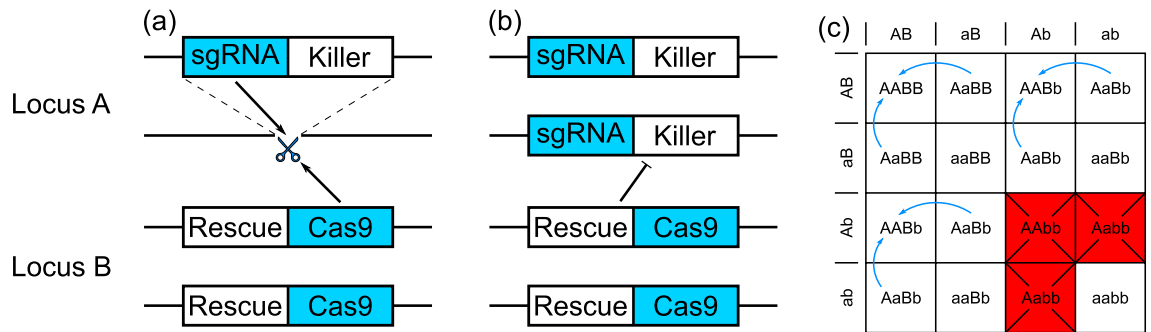 (a)
sgRNA Killer
Locus A
Rescue Cas9
Locus B
Rescue Cas9
(b)
sgRNA Killer
sgRNA Killer
Rescue Cas9
Rescue Cas9
(c)
AB aB Ab ab
AB AABB AaBB AABb AaBb
aB AaBB aaBB AaBb aaBb
Ab AABb AaBb AAbb Aabb
ab AaBb aaBb Aabb aabb